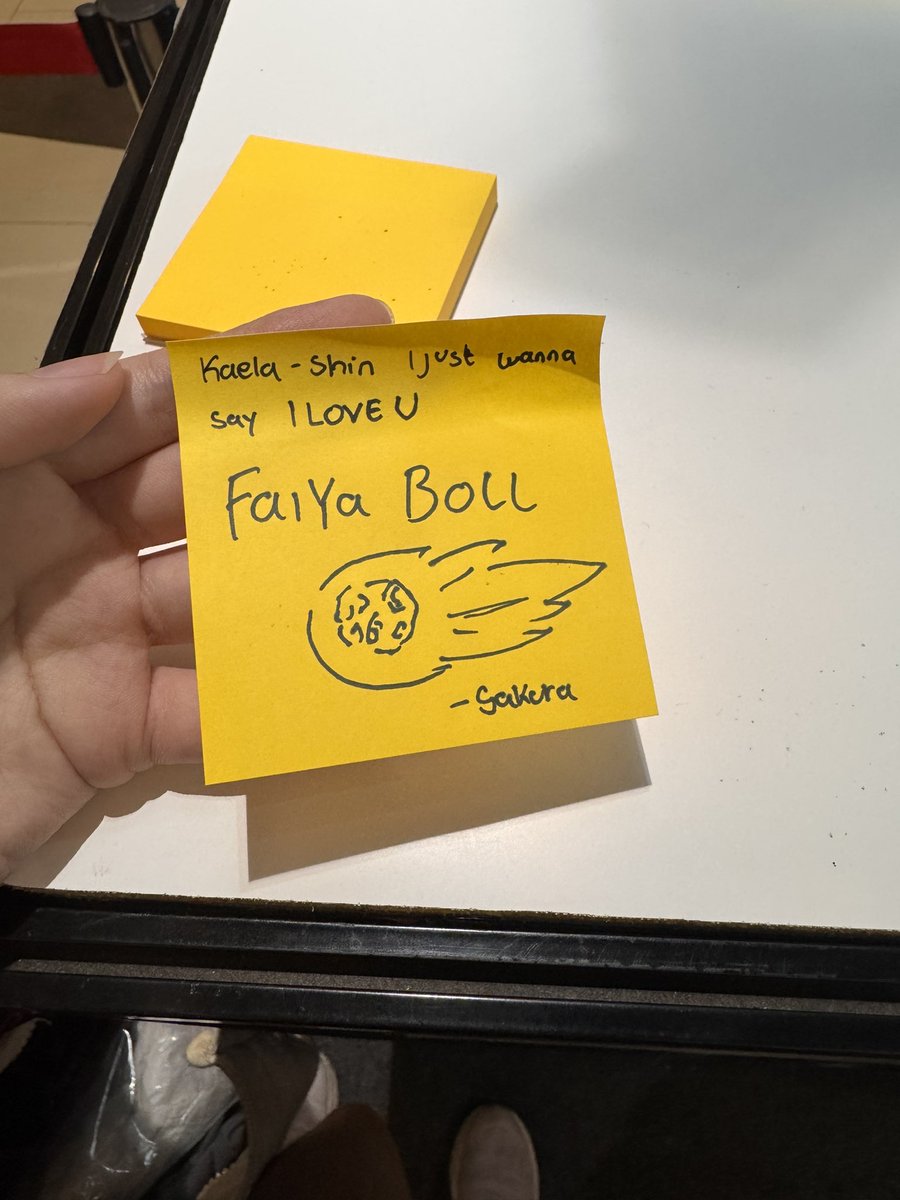 Kaela-Shin I just wanna
say I LOVE U
FaiYa BoLL
-Sakura